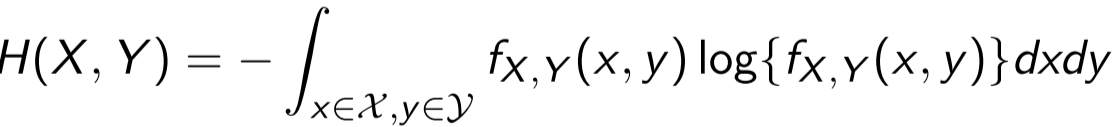 H(X, Y) = − ∫_{x∈𝒳,y∈𝒴} f_{X,Y}(x, y) log{f_{X,Y}(x, y)}dxdy